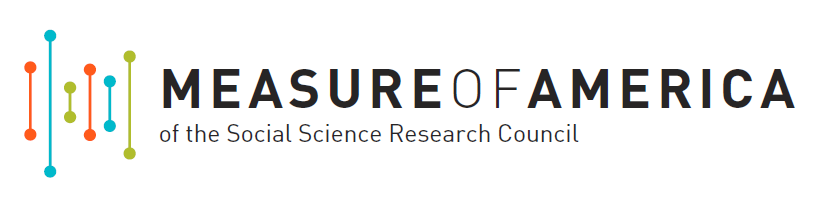 MEASUREOFAMERICA
of the Social Science Research Council